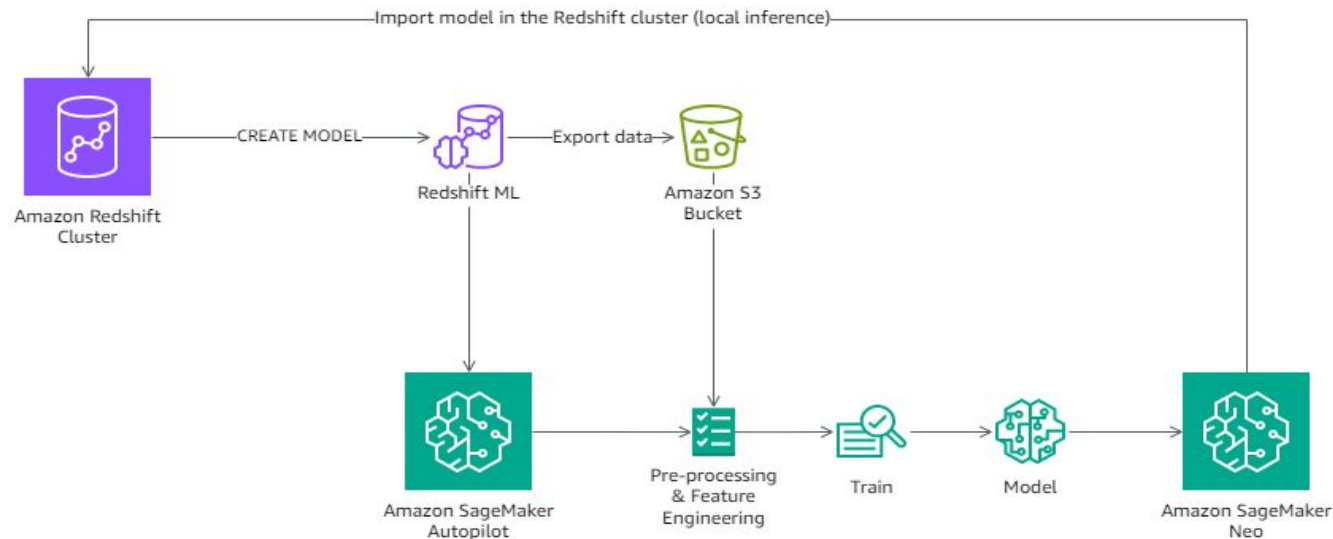 Import model in the Redshift cluster (local inference)
CREATE MODEL
Export data
Redshift ML
Amazon S3
Bucket
Amazon Redshift
Cluster
Amazon SageMaker
Autopilot
Pre-processing
& Feature
Engineering
Train
Model
Amazon SageMaker
Neo